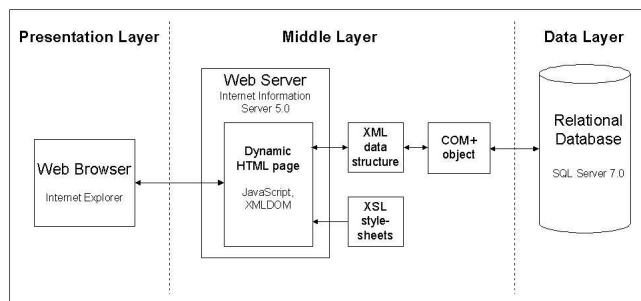 Presentation Layer
Middle Layer
Data Layer
Web Server
Internet Information
Server 5.0
Web Browser
Internet Explorer
Dynamic
HTML page
JavaScript,
XMLDOM
XML
data
structure
COM+
object
XSL
style-
sheets
Relational
Database
SQL Server 7.0